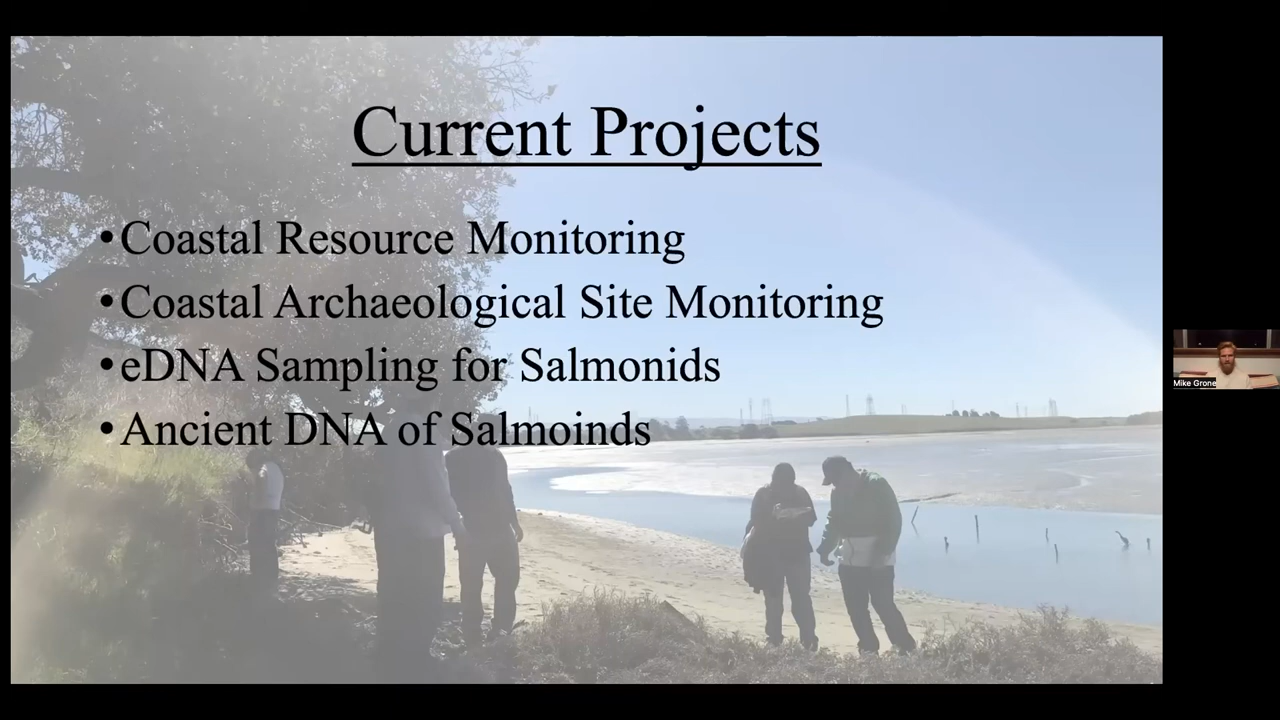 Current Projects
•Coastal Resource Monitoring
•Coastal Archaeological Site Monitoring
•eDNA Sampling for Salmonids
•Ancient DNA of Salmoinds
Mike Grone